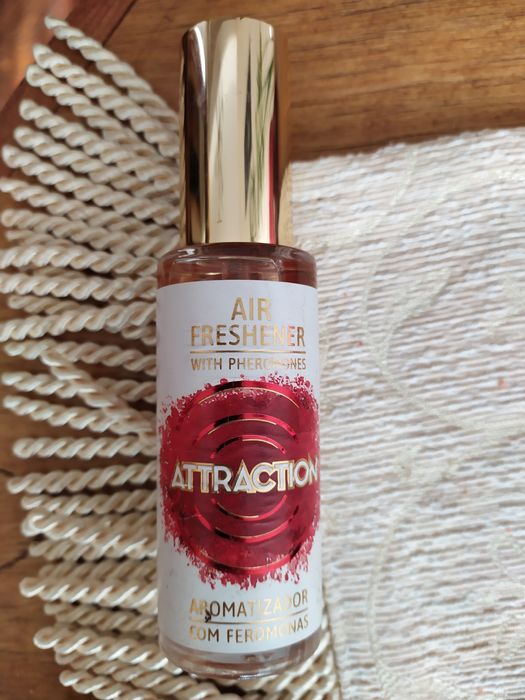 AIR
FRESHENER
WITH PHEROMONES
ATTRACTION
AROMATIZADOR
COM FEROMONAS